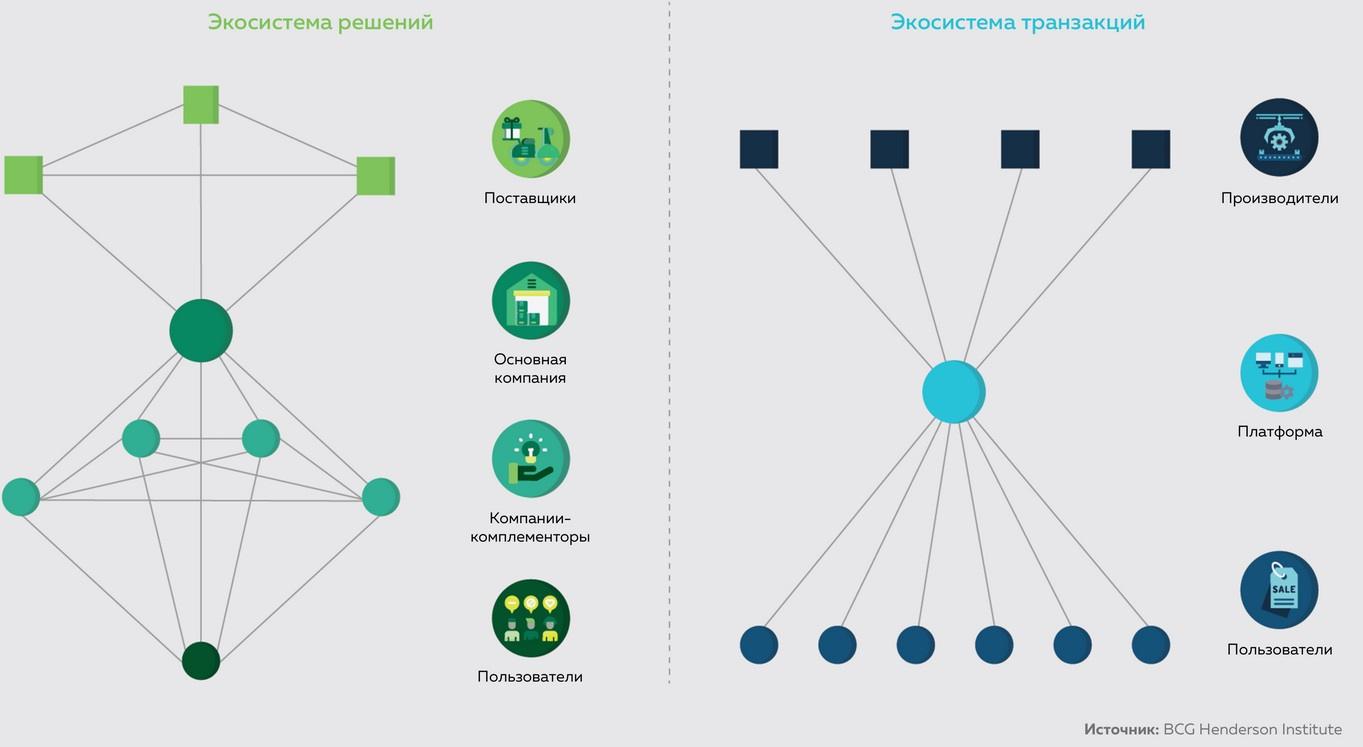 Экосистема решений
Поставщики
Основная
компания
Компании-
комплементоры
Пользователи
Экосистема транзакций
Производители
Платформа
SALE
Пользователи
Источник: BCG Henderson Institute